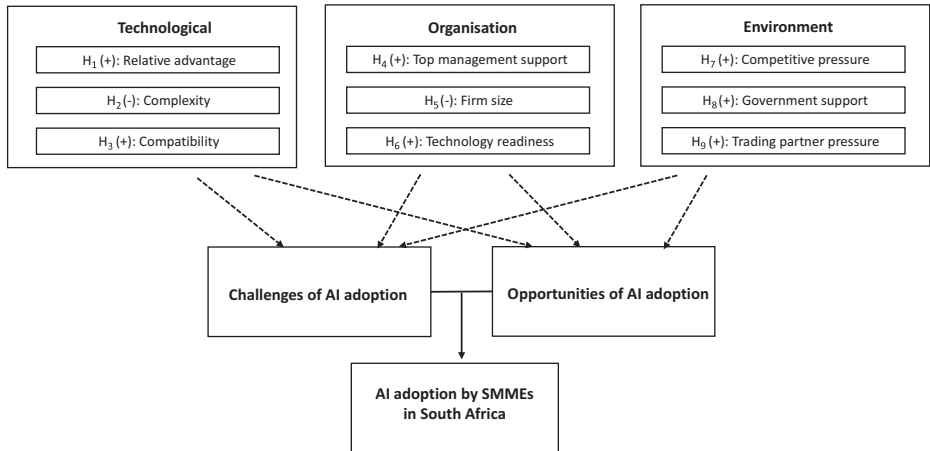 Technological
H₁ (+): Relative advantage
H₂ (-): Complexity
H₃ (+): Compatibility
Organisation
H₄ (+): Top management support
H₅ (-): Firm size
H₆ (+): Technology readiness
Environment
H₇ (+): Competitive pressure
H₈ (+): Government support
H₉ (+): Trading partner pressure
Challenges of AI adoption
Opportunities of AI adoption
AI adoption by SMMEs
in South Africa